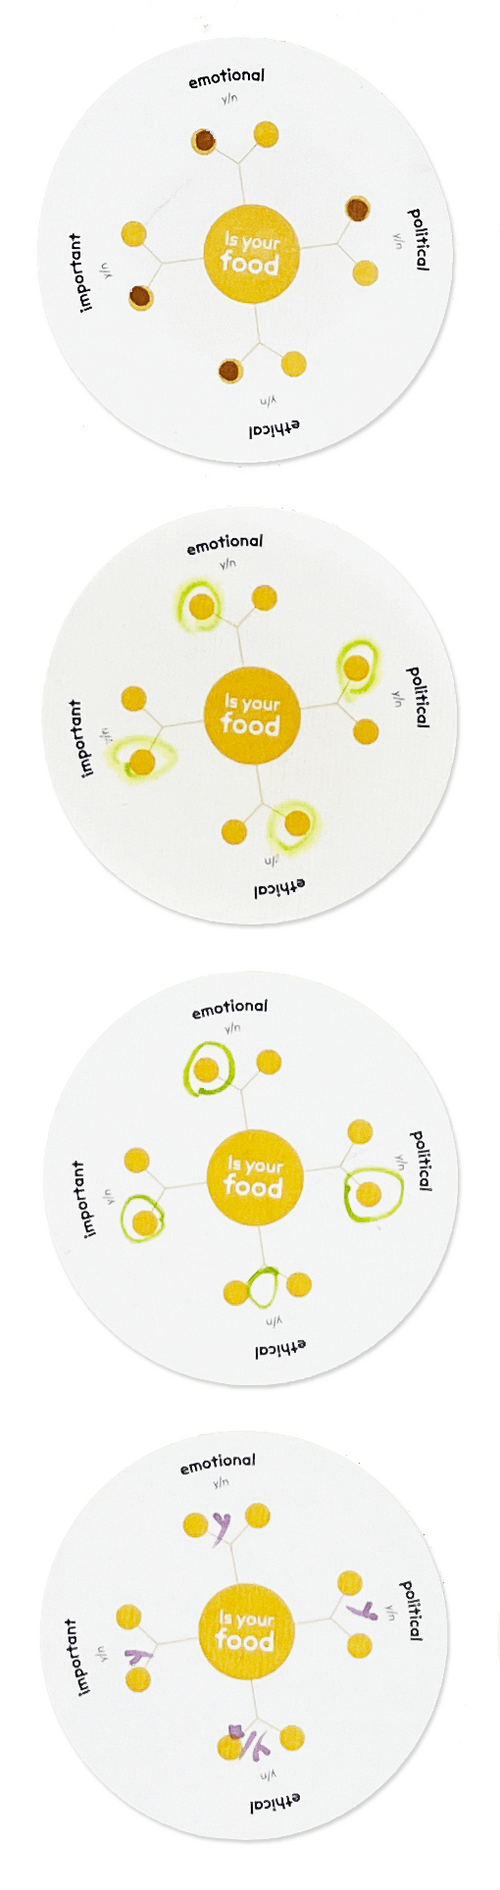 emotional
y/n
political
y/n
Is your
food
important
y/n
y/n
ethical
emotional
y/n
political
y/n
Is your
food
important
y/n
y/n
ethical
emotional
y/n
political
y/n
Is your
food
important
y/n
y/n
ethical
emotional
y/n
y
political
y/n
y
Is your
food
important
y/n
y
y/n
y/n
ethical